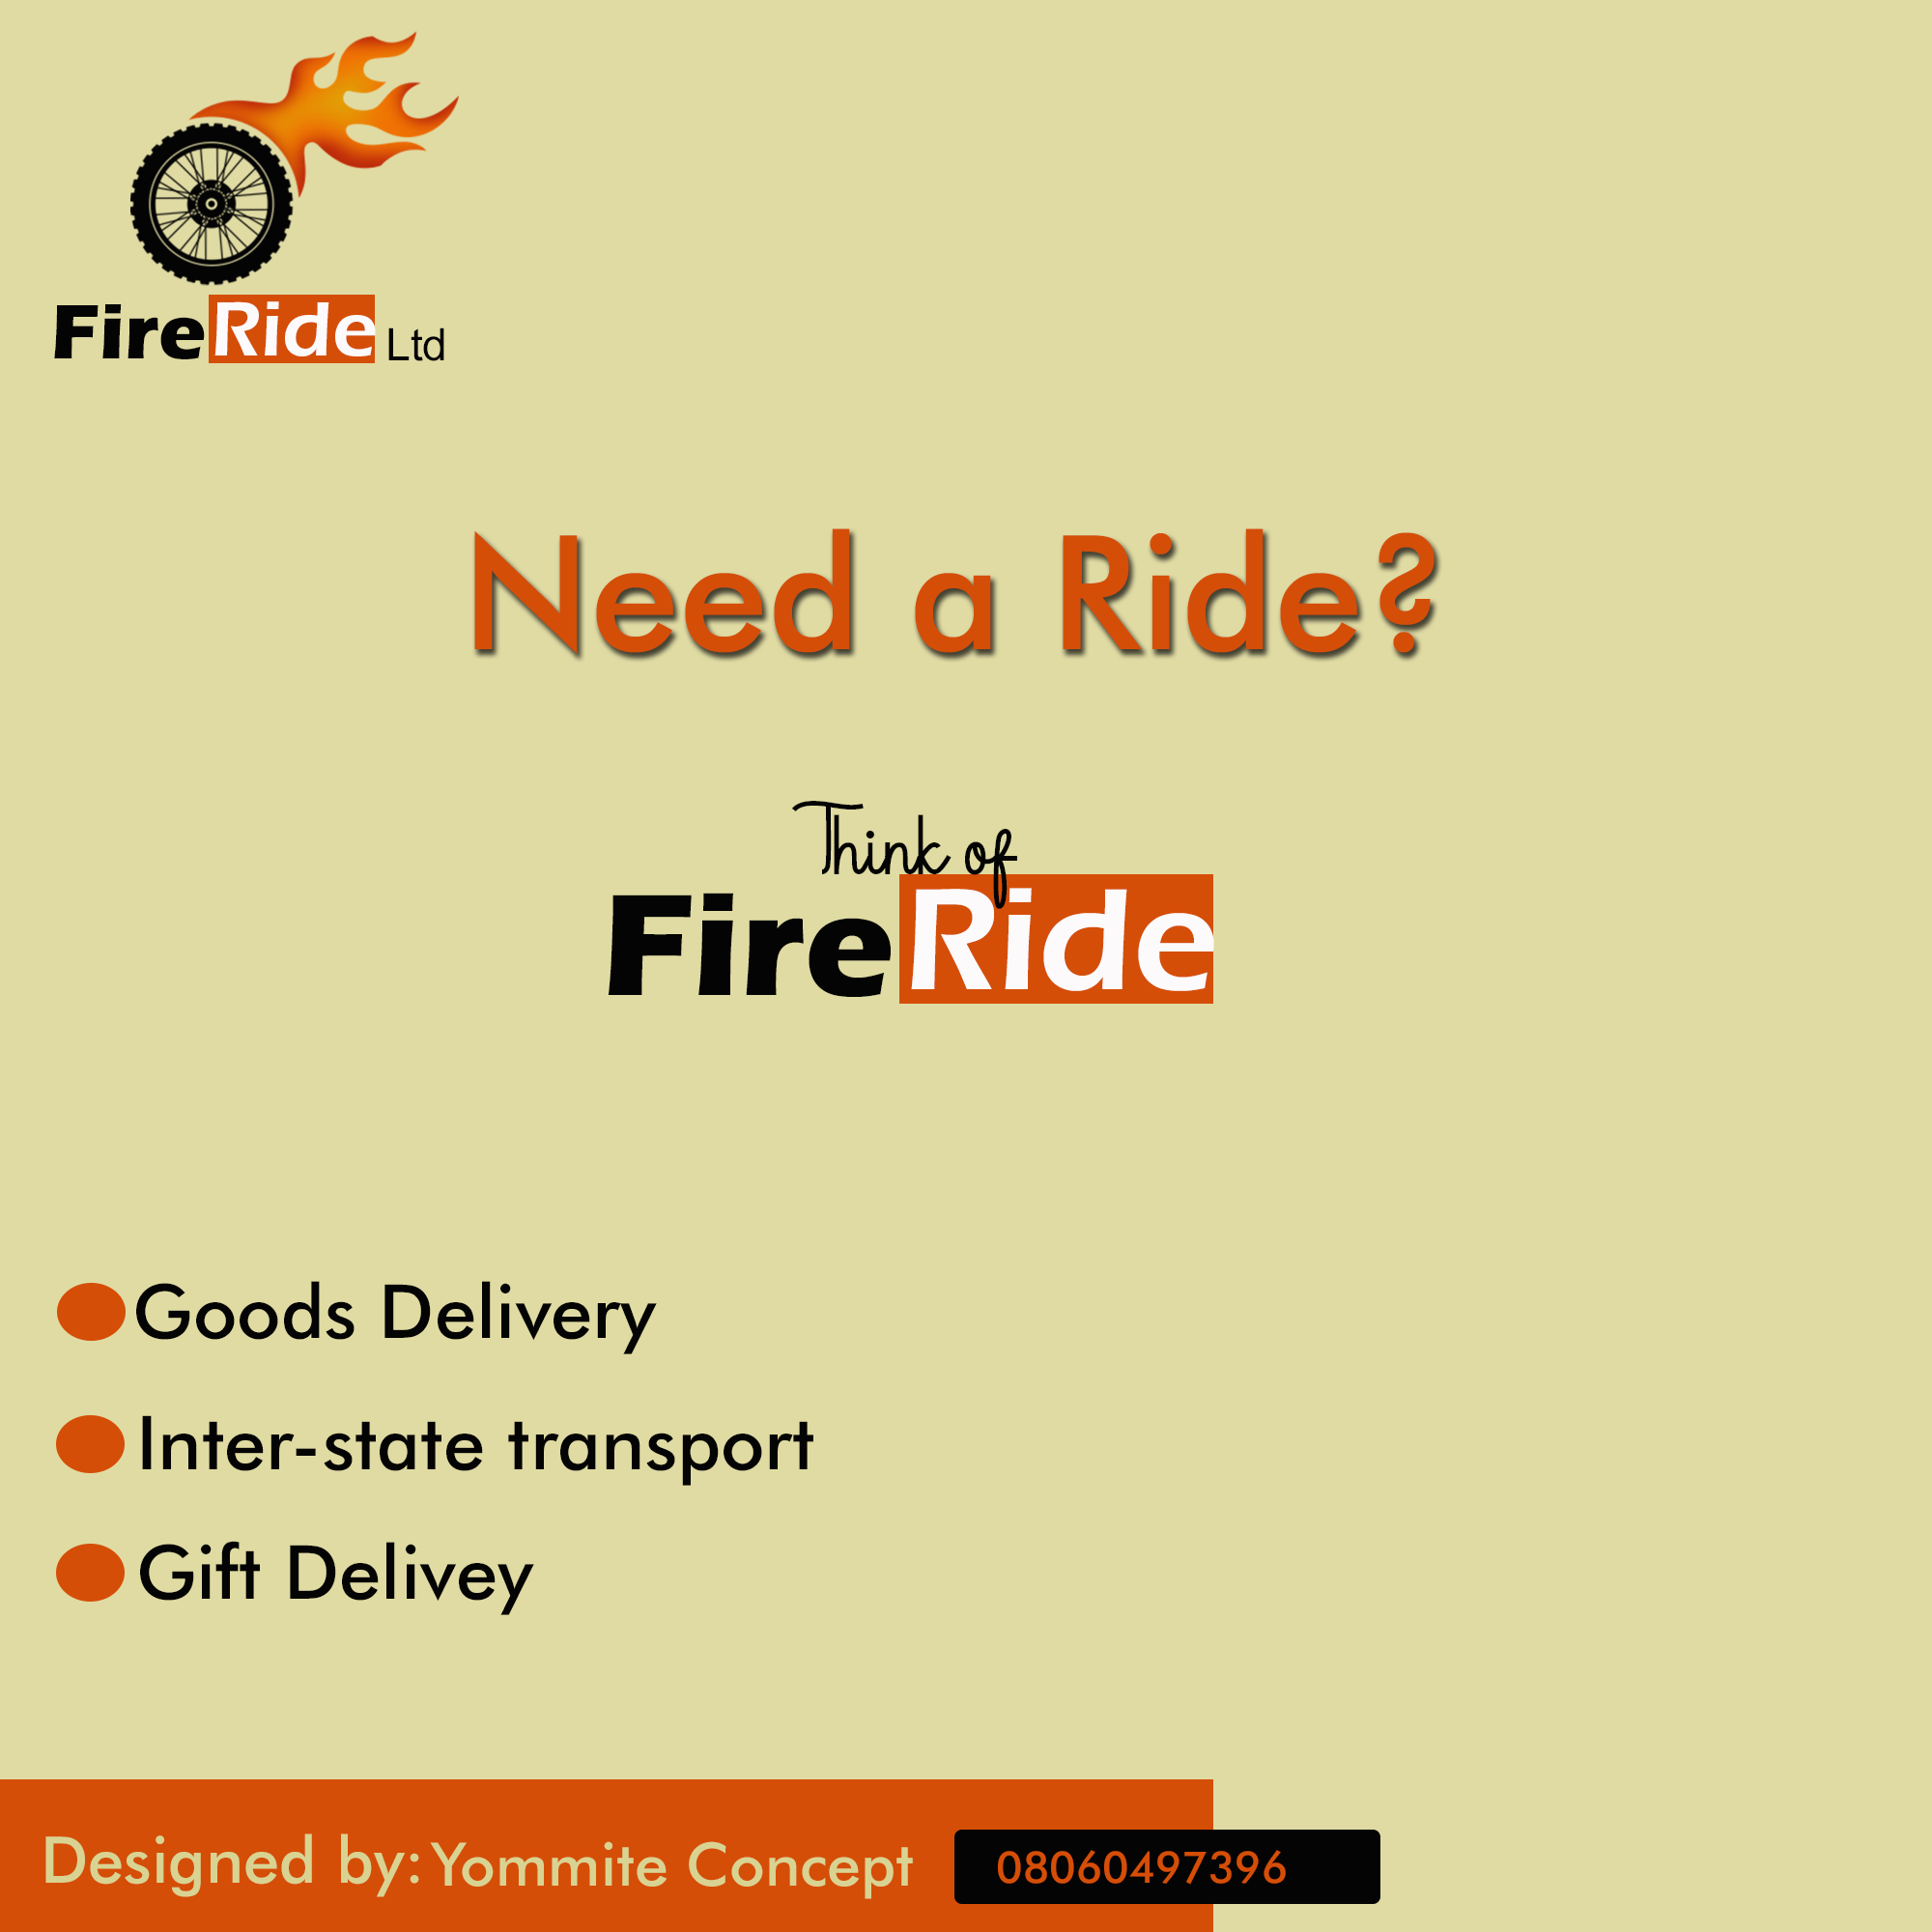 FireRide Ltd
Need a Ride?
Think of
FireRide
Goods Delivery
Inter-state transport
Gift Delivey
Designed by: Yommite Concept 08060497396